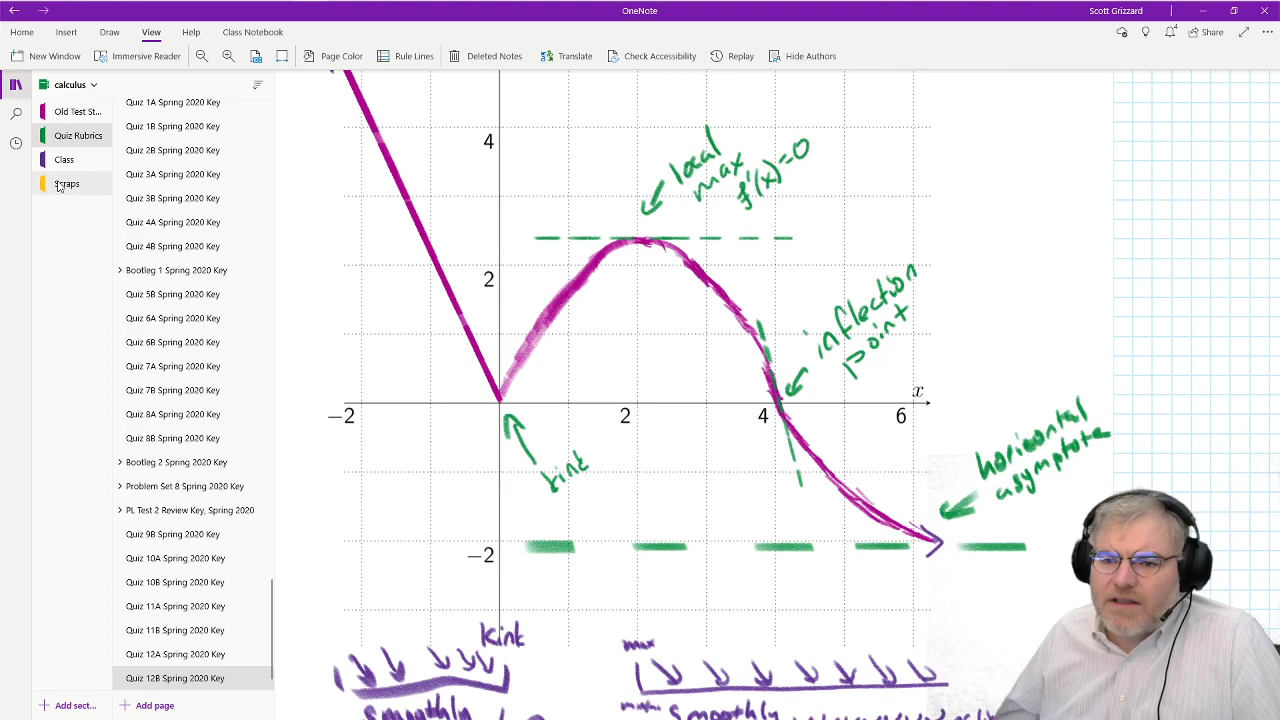 OneNote
Scott Grizzard
Home Insert Draw View Help Class Notebook
Share
New Window Immersive Reader Page Color Rule Lines Deleted Notes Translate Check Accessibility Replay Hide Authors
calculus
Old Test St...
Quiz Rubrics
Class
Scraps
Quiz 1A Spring 2020 Key
Quiz 1B Spring 2020 Key
Quiz 2B Spring 2020 Key
Quiz 3A Spring 2020 Key
Quiz 3B Spring 2020 Key
Quiz 4A Spring 2020 Key
Quiz 4B Spring 2020 Key
Bootleg 1 Spring 2020 Key
Quiz 5B Spring 2020 Key
Quiz 6A Spring 2020 Key
Quiz 6B Spring 2020 Key
Quiz 7A Spring 2020 Key
Quiz 7B Spring 2020 Key
Quiz 8A Spring 2020 Key
Quiz 8B Spring 2020 Key
Bootleg 2 Spring 2020 Key
Problem Set 8 Spring 2020 Key
PL Test 2 Review Key, Spring 2020
Quiz 9B Spring 2020 Key
Quiz 10A Spring 2020 Key
Quiz 10B Spring 2020 Key
Quiz 11A Spring 2020 Key
Quiz 11B Spring 2020 Key
Quiz 12A Spring 2020 Key
Quiz 12B Spring 2020 Key
Add sect...
Add page
4
local
max
f'(x)=0
2
inflection
point
x
−2 2 4 6
kink
horizontal
asymptote
−2
kink
max
smoothly
smoothly